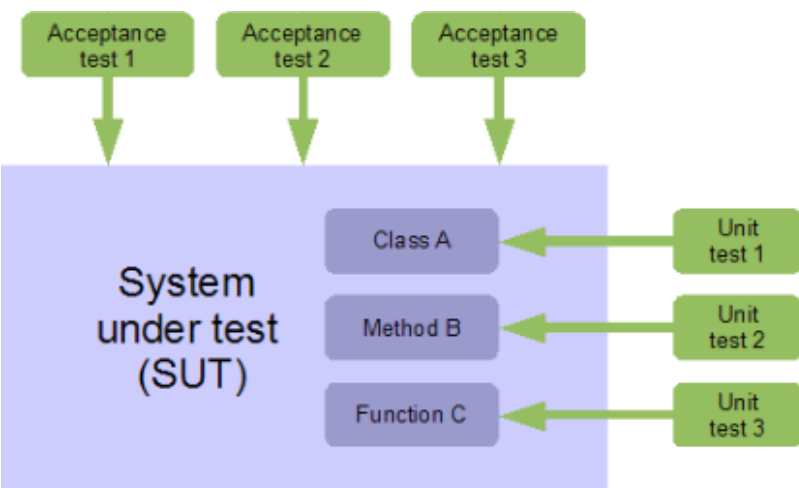 Acceptance
test 1
Acceptance
test 2
Acceptance
test 3
System
under test
(SUT)
Class A
Method B
Function C
Unit
test 1
Unit
test 2
Unit
test 3